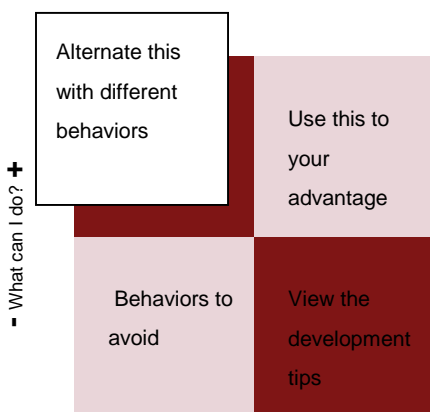 Alternate this
with different
behaviors
Use this to
your
advantage
- What can I do? +
Behaviors to
avoid
View the
development
tips